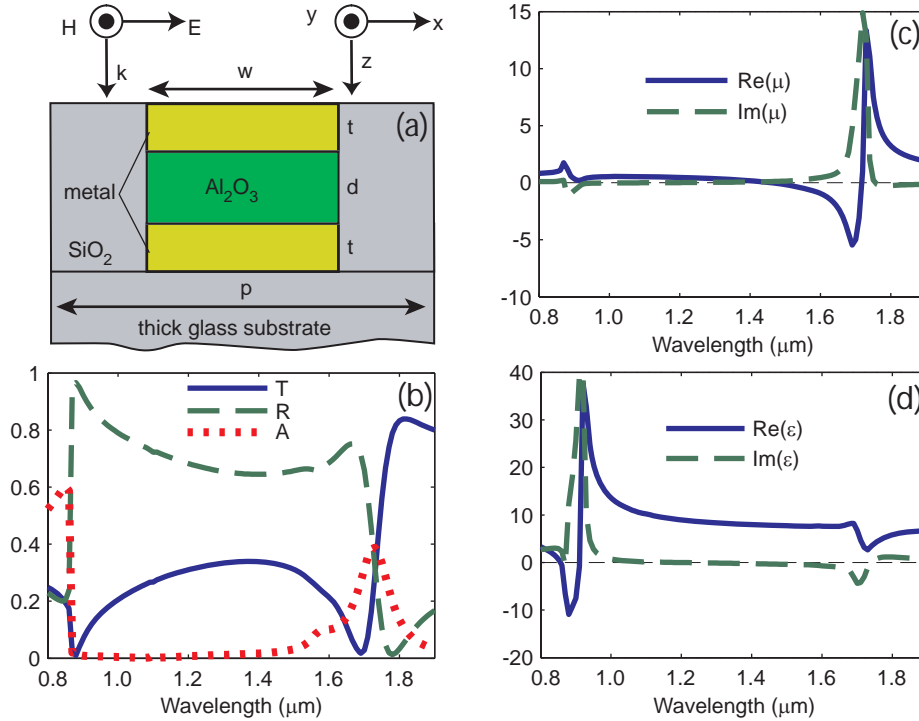 H E y x
k z
w
(a)
t
metal Al2O3 d
SiO2 t
p
thick glass substrate
(b)
T
R
A
1
0.8
0.6
0.4
0.2
0
0.8 1.0 1.2 1.4 1.6 1.8
Wavelength (μm)
(c)
Re(μ)
Im(μ)
15
10
5
0
-5
-10
0.8 1.0 1.2 1.4 1.6 1.8
Wavelength (μm)
(d)
Re(ε)
Im(ε)
40
30
20
10
0
-10
-20
0.8 1.0 1.2 1.4 1.6 1.8
Wavelength (μm)